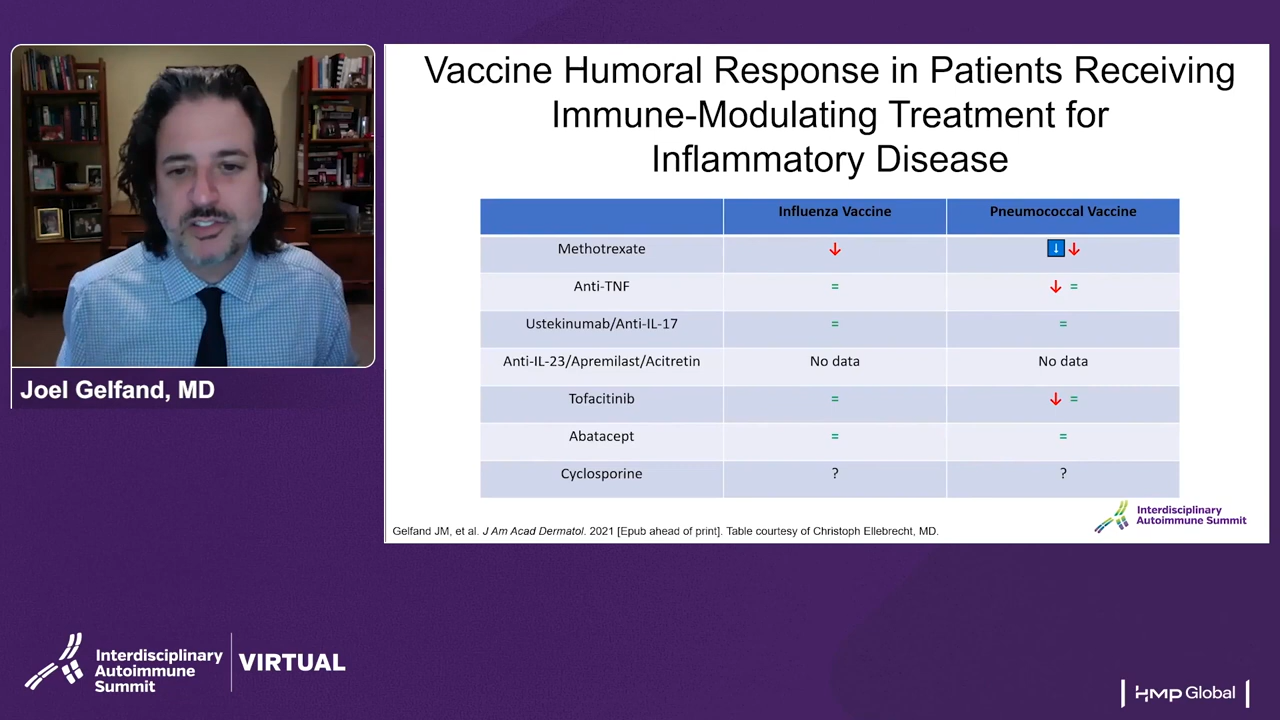 Vaccine Humoral Response in Patients Receiving
Immune-Modulating Treatment for
Inflammatory Disease
Influenza Vaccine Pneumococcal Vaccine
Methotrexate ↓ ↓ ↓
Anti-TNF = ↓ =
Ustekinumab/Anti-IL-17 = =
Anti-IL-23/Apremilast/Acitretin No data No data
Tofacitinib = ↓ =
Abatacept = =
Cyclosporine ? ?
Gelfand JM, et al. J Am Acad Dermatol. 2021 [Epub ahead of print]. Table courtesy of Christoph Ellebrecht, MD.
Interdisciplinary
Autoimmune Summit
Joel Gelfand, MD
Interdisciplinary
Autoimmune
Summit
VIRTUAL
HMP Global